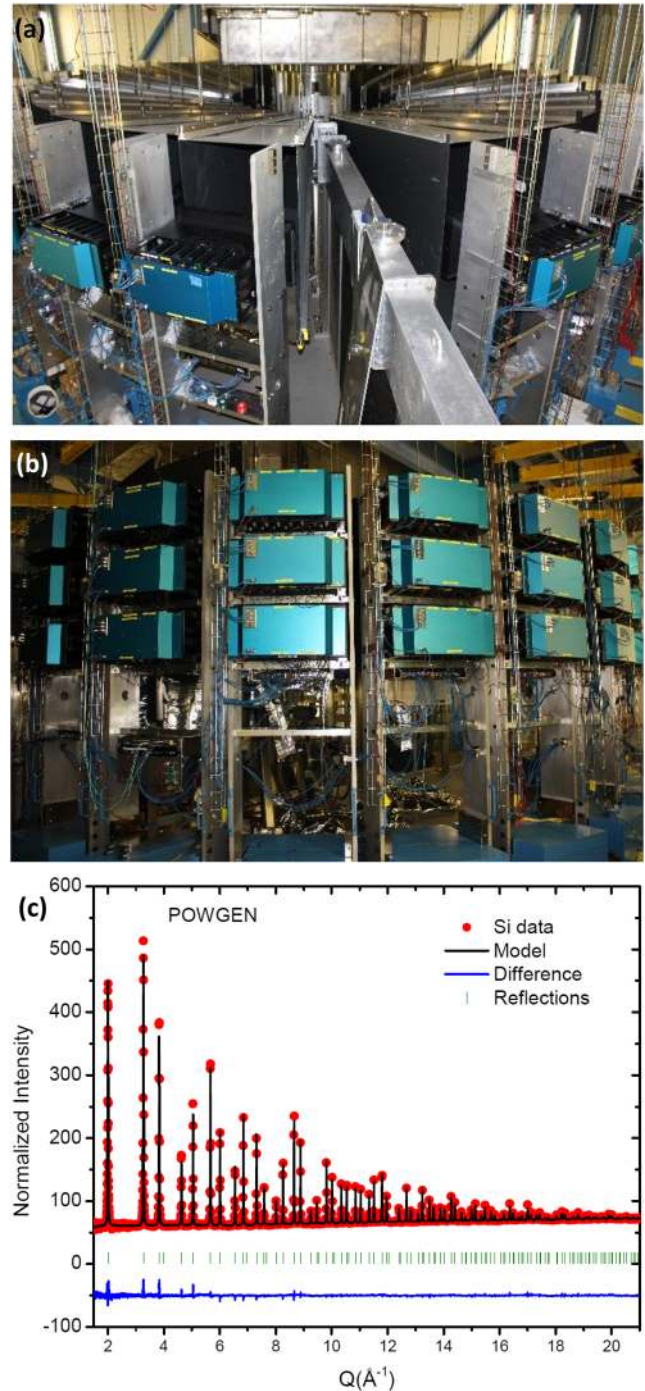 (a)
(b)
(c)
POWGEN
Si data
Model
Difference
Reflections
600
500
400
300
200
100
0
-100
Normalized Intensity
2 4 6 8 10 12 14 16 18 20
Q(Å⁻¹)